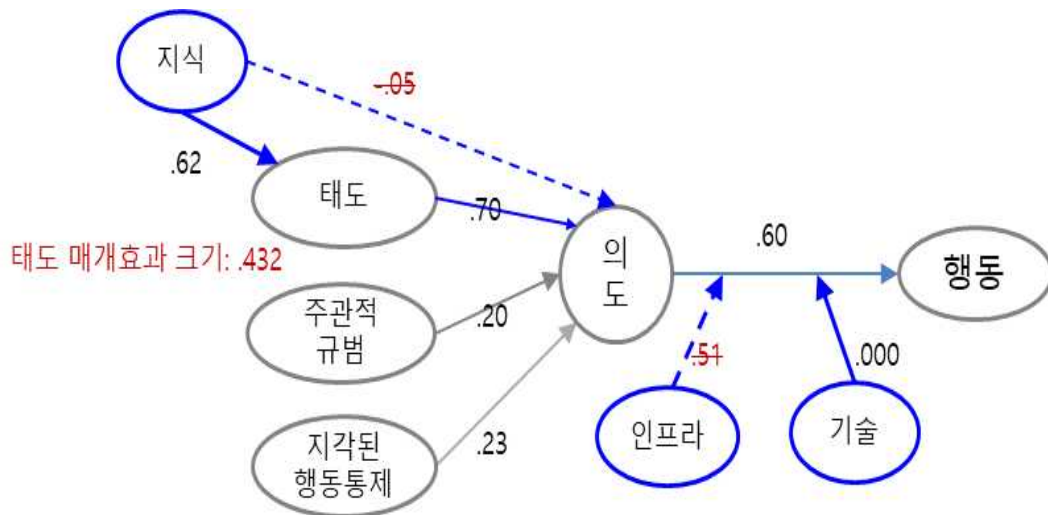 지식
-.05
.62
태도
.70
태도 매개효과 크기: .432
의
도
.60
행동
주관적
규범
.20
.51
.000
인프라
기술
지각된
행동통제
.23